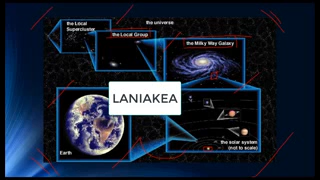 the Local
Supercluster
the universe
the Local Group
the Milky Way Galaxy
LANIAKEA
Earth
the solar system
(not to scale)